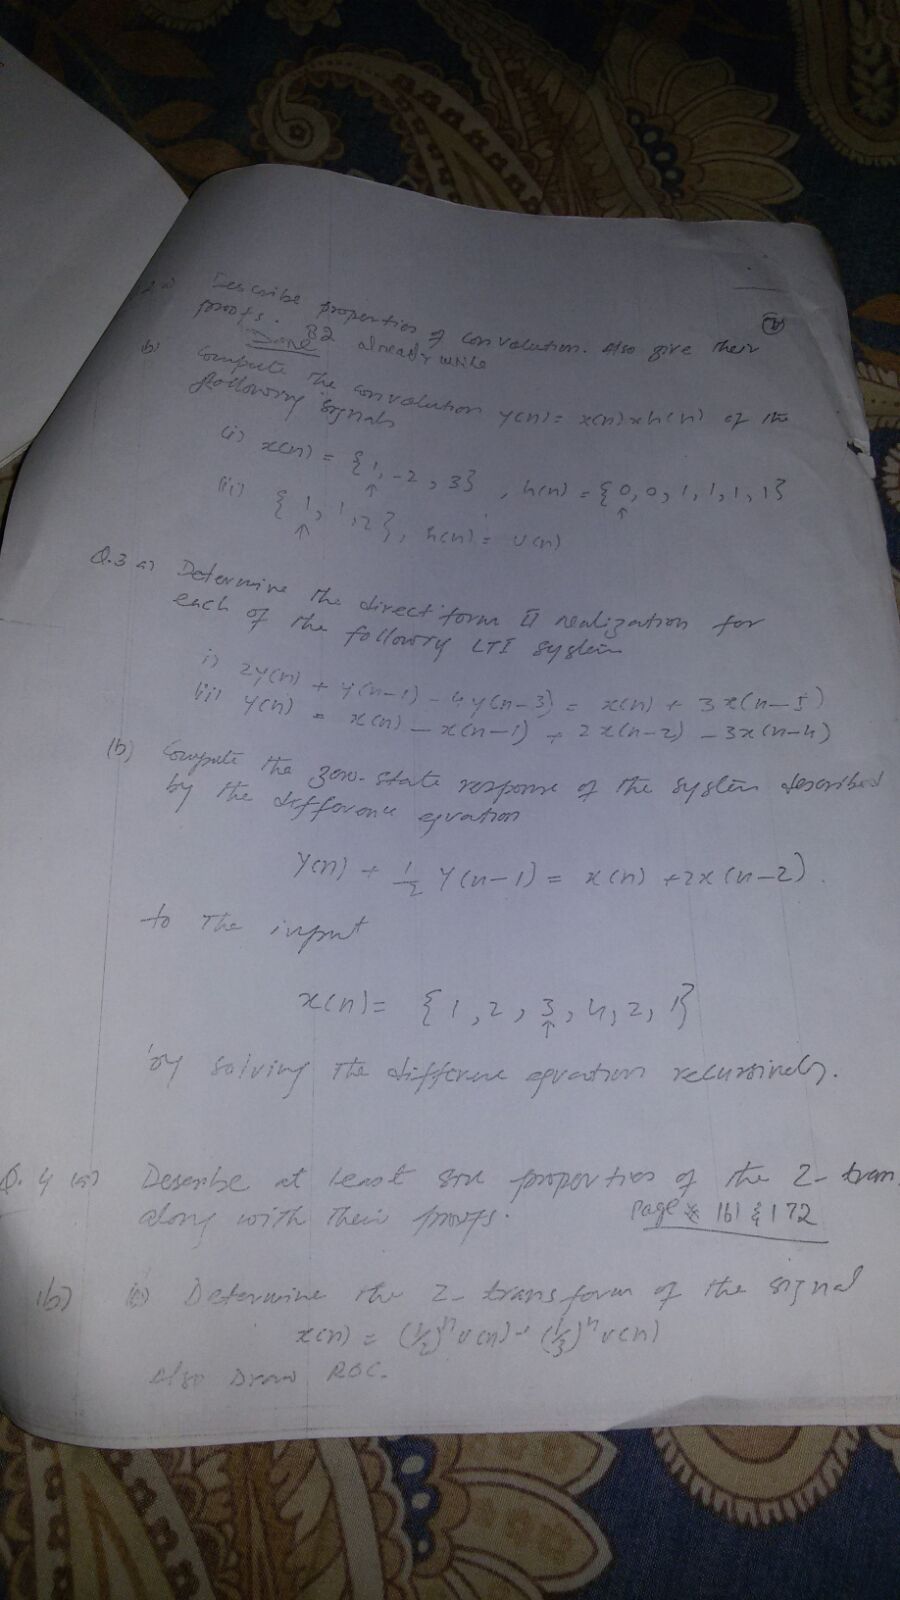 2 a) Describe properties of convolution. Also give their
proofs. Done B2 already write
b) Compute the convolution y(n) = x(n) * h(n) of the
following signals
(i) x(n) = {1, -2, 3}, h(n) = {0, 0, 1, 1, 1, 1}
↑ ↑
(ii) {1, 1, 2}, h(n) = U(n)
↑
Q.3 a) Determine the direct form II realization for
each of the following LTI system
i) 2y(n) + y(n-1) - 4y(n-3) = x(n) + 3x(n-5)
(ii) y(n) = x(n) - x(n-1) + 2x(n-2) - 3x(n-4)
(b) Compute the zero-state response of the system described
by the difference equation
y(n) + 1/2 y(n-1) = x(n) + 2x(n-2).
to the input
x(n) = {1, 2, 3, 4, 2, 1}
↑
by solving the difference equation recursively.
Q. 4 (a) Describe at least six properties of the Z-tran
along with their proofs. Page * 161 & 172
(b) Determine the Z-transform of the signal
x(n) = (1/2)^n u(n) (1/3)^n u(n)
Also Draw ROC.